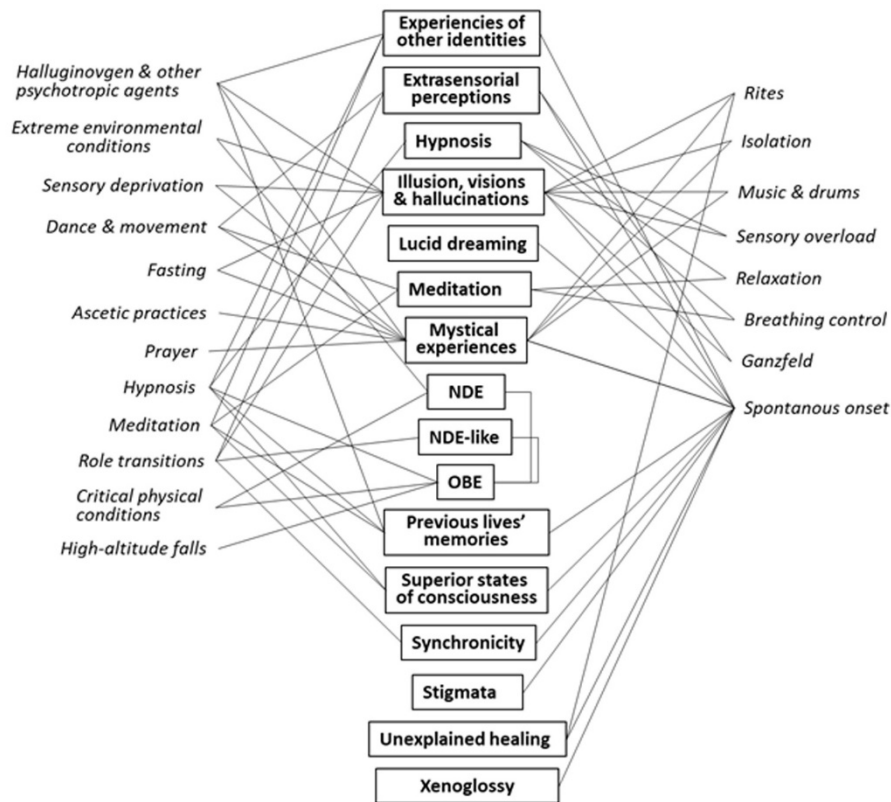 Experiencies of
other identities
Extrasensorial
perceptions
Hypnosis
Illusion, visions
& hallucinations
Lucid dreaming
Meditation
Mystical
experiences
NDE
NDE-like
OBE
Previous lives’
memories
Superior states
of consciousness
Synchronicity
Stigmata
Unexplained healing
Xenoglossy
Halluginovgen & other
psychotropic agents
Extreme environmental
conditions
Sensory deprivation
Dance & movement
Fasting
Ascetic practices
Prayer
Hypnosis
Meditation
Role transitions
Critical physical
conditions
High-altitude falls
Rites
Isolation
Music & drums
Sensory overload
Relaxation
Breathing control
Ganzfeld
Spontanous onset